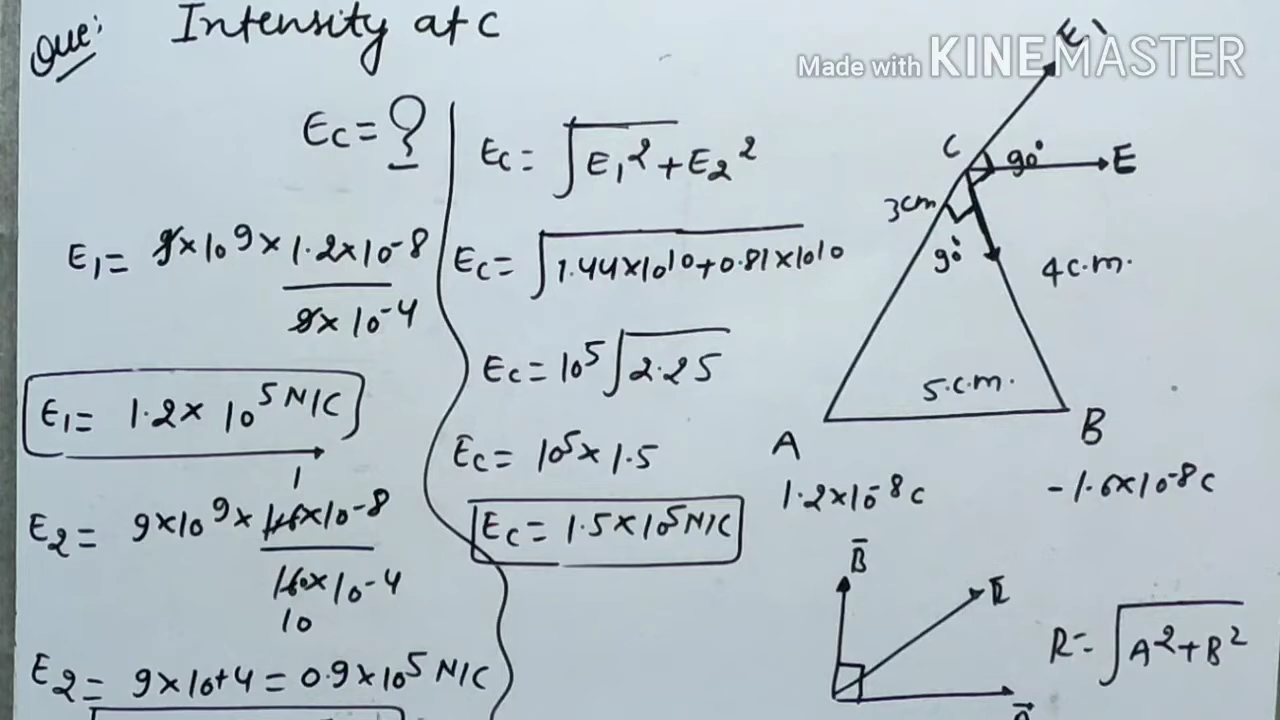 Que:
Intensity at C
Ec = ?
E1 = 9×10^9 × 1.2×10^-8
9×10^-4
E1 = 1.2× 10^5 N/C
1
E2 = 9×10^9 × 1.6×10^-8
160×10^-4
10
E2 = 9×10+4 = 0.9×10^5 N/C
Ec = √E1^2 + E2^2
Ec = √1.44×10^10+0.81×10^10
Ec = 10^5 √2.25
Ec = 10^5 × 1.5
Ec = 1.5×10^5 N/C
Made with KINEMASTER
E1
C
90°
E
3cm
90°
4c.m.
5.c.m.
A
B
1.2×10^-8 c
-1.6×10^-8 c
B
R
R = √A^2+B^2